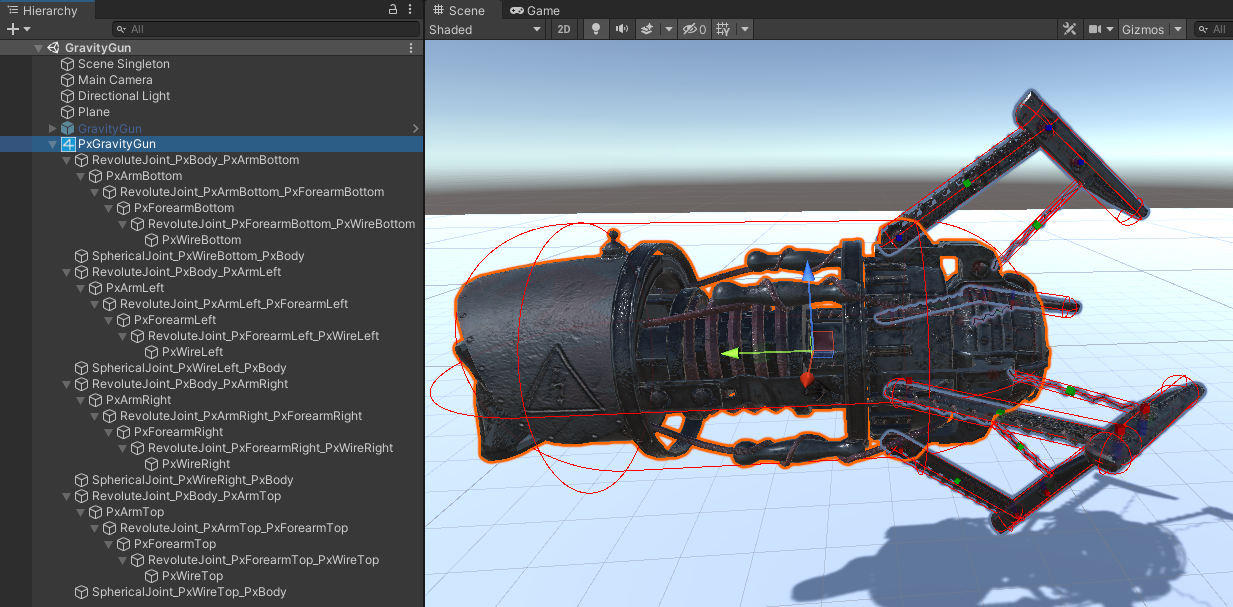 Hierarchy
All
GravityGun
Scene Singleton
Main Camera
Directional Light
Plane
GravityGun
PxGravityGun
RevoluteJoint_PxBody_PxArmBottom
PxArmBottom
RevoluteJoint_PxArmBottom_PxForearmBottom
PxForearmBottom
RevoluteJoint_PxForearmBottom_PxWireBottom
PxWireBottom
SphericalJoint_PxWireBottom_PxBody
RevoluteJoint_PxBody_PxArmLeft
PxArmLeft
RevoluteJoint_PxArmLeft_PxForearmLeft
PxForearmLeft
RevoluteJoint_PxForearmLeft_PxWireLeft
PxWireLeft
SphericalJoint_PxWireLeft_PxBody
RevoluteJoint_PxBody_PxArmRight
PxArmRight
RevoluteJoint_PxArmRight_PxForearmRight
PxForearmRight
RevoluteJoint_PxForearmRight_PxWireRight
PxWireRight
SphericalJoint_PxWireRight_PxBody
RevoluteJoint_PxBody_PxArmTop
PxArmTop
RevoluteJoint_PxArmTop_PxForearmTop
PxForearmTop
RevoluteJoint_PxForearmTop_PxWireTop
PxWireTop
SphericalJoint_PxWireTop_PxBody
Scene Game
Shaded 2D 0 Gizmos All